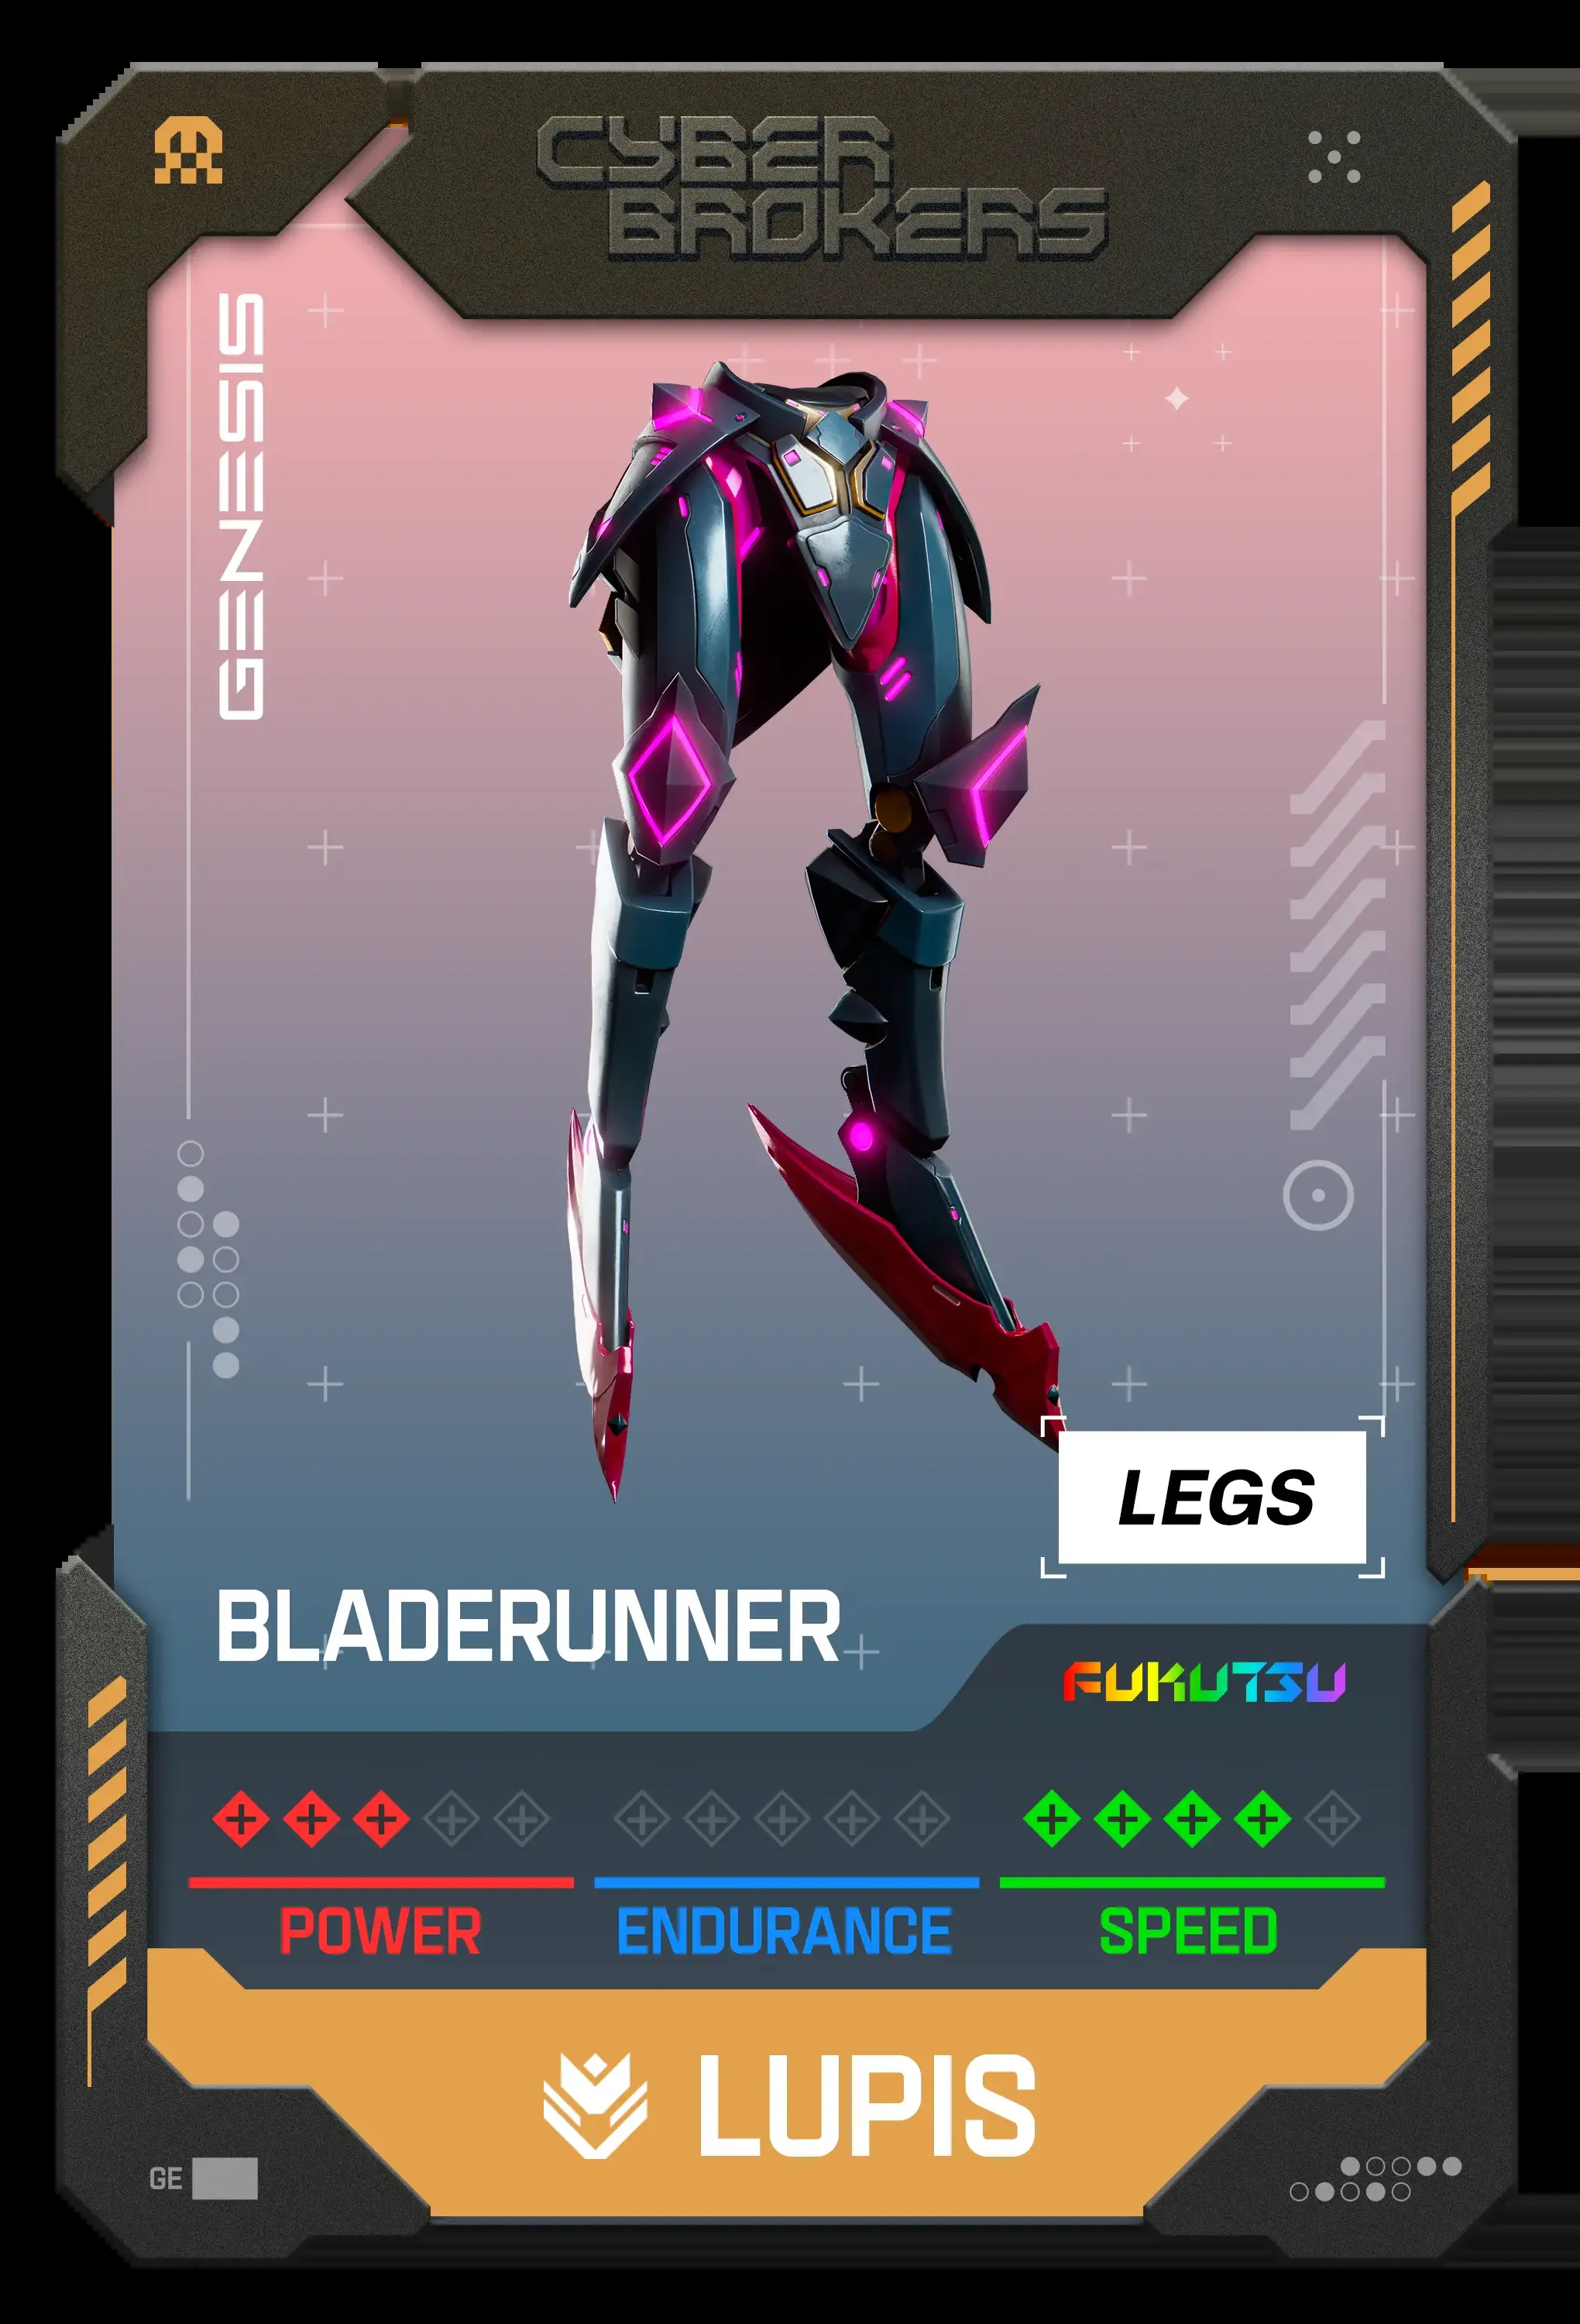 CYBER
BROKERS
GENESIS
LEGS
BLADERUNNER
FUKUTSU
POWER
ENDURANCE
SPEED
LUPIS
GE